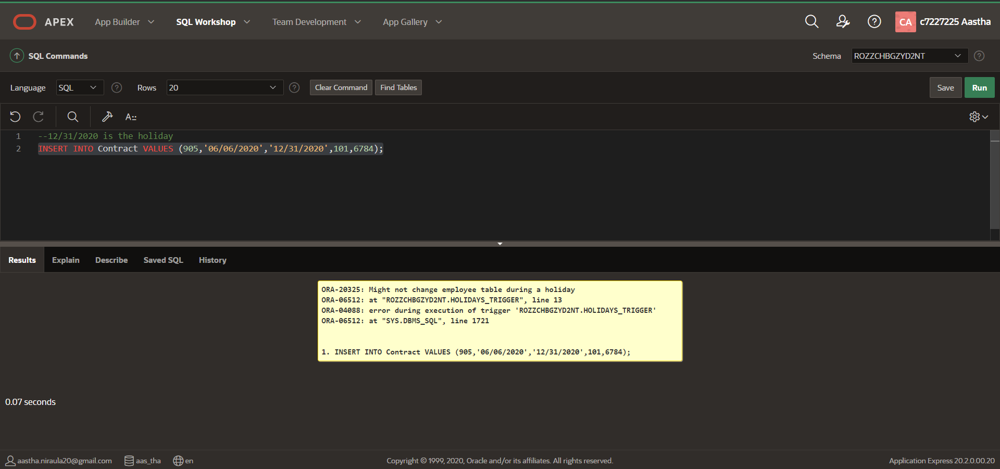 APEX App Builder SQL Workshop Team Development App Gallery CA c7227225 Aastha
SQL Commands Schema ROZZCHBGZYD2NT
Language SQL Rows 20 Clear Command Find Tables Save Run
A::
1 --12/31/2020 is the holiday
2 INSERT INTO Contract VALUES (905,'06/06/2020','12/31/2020',101,6784);
Results Explain Describe Saved SQL History
ORA-20325: Might not change employee table during a holiday
ORA-06512: at "ROZZCHBGZYD2NT.HOLIDAYS_TRIGGER", line 13
ORA-04088: error during execution of trigger 'ROZZCHBGZYD2NT.HOLIDAYS_TRIGGER'
ORA-06512: at "SYS.DBMS_SQL", line 1721
1. INSERT INTO Contract VALUES (905,'06/06/2020','12/31/2020',101,6784);
0.07 seconds
aastha.niraula20@gmail.com aas_tha en Copyright © 1999, 2020, Oracle and/or its affiliates. All rights reserved. Application Express 20.2.0.00.20